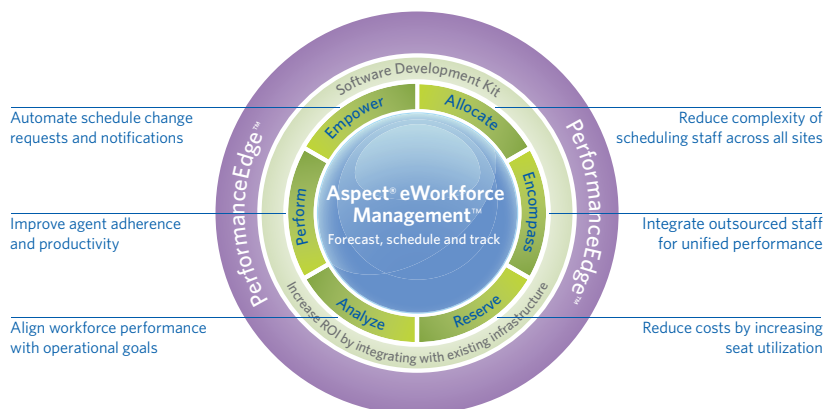 Software Development Kit
Empower
Allocate
Automate schedule change
requests and notifications
Reduce complexity of
scheduling staff across all sites
PerformanceEdge™
PerformanceEdge™
Perform
Encompass
Aspect® eWorkforce
Management™
Forecast, schedule and track
Improve agent adherence
and productivity
Integrate outsourced staff
for unified performance
Analyze
Reserve
Increase ROI by integrating with existing infrastructure
Align workforce performance
with operational goals
Reduce costs by increasing
seat utilization